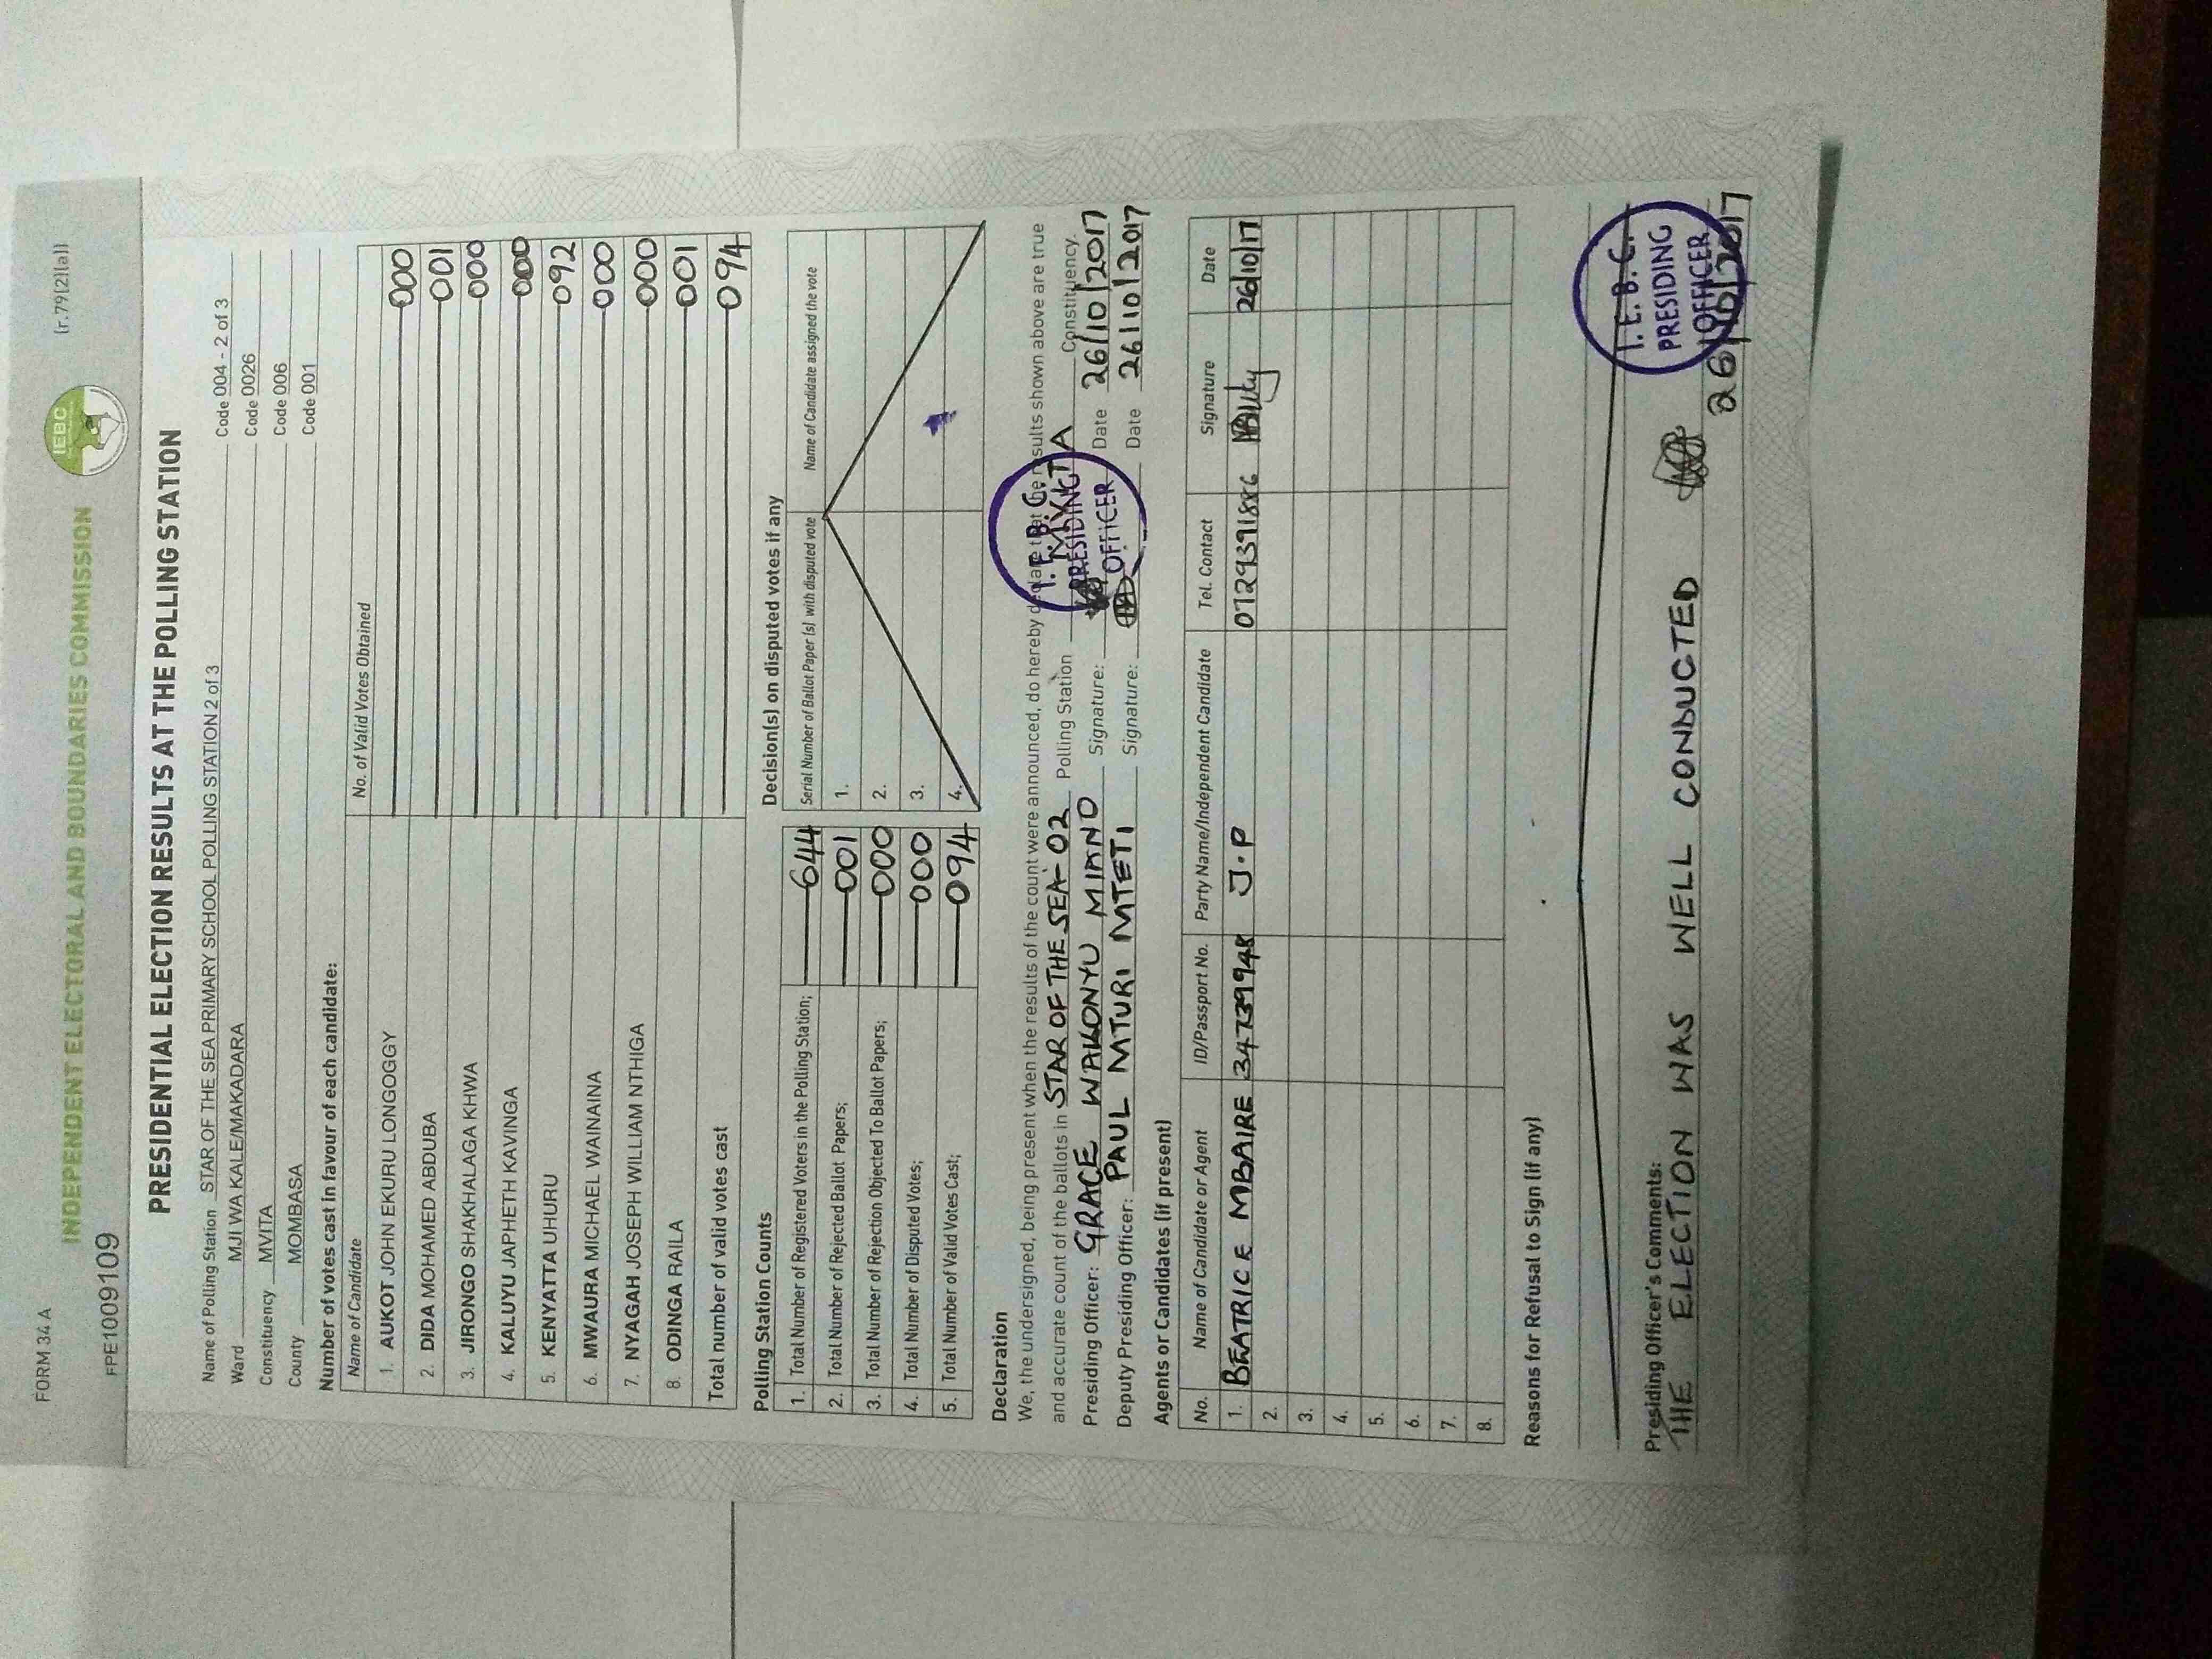 FORM 34 A
(r.79(2)(a))
IEBC
INDEPENDENT ELECTORAL AND BOUNDARIES COMMISSION
FPE1009109
PRESIDENTIAL ELECTION RESULTS AT THE POLLING STATION
Name of Polling Station STAR OF THE SEA PRIMARY SCHOOL POLLING STATION 2 of 3 Code 004 - 2 of 3
Ward MJI WA KALE/MAKADARA Code 0026
Constituency MVITA Code 006
County MOMBASA Code 001
Number of votes cast in favour of each candidate:
Name of Candidate No. of Valid Votes Obtained
1. AUKOT JOHN EKURU LONGOGGY 000
2. DIDA MOHAMED ABDUBA 001
3. JIRONGO SHAKHALAGA KHWA 000
4. KALUYU JAPHETH KAVINGA 000
5. KENYATTA UHURU 092
6. MWAURA MICHAEL WAINAINA 000
7. NYAGAH JOSEPH WILLIAM NTHIGA 000
8. ODINGA RAILA 001
Total number of valid votes cast 094
Polling Station Counts
1. Total Number of Registered Voters in the Polling Station; 644
2. Total Number of Rejected Ballot Papers; 001
3. Total Number of Rejection Objected To Ballot Papers; 000
4. Total Number of Disputed Votes; 000
5. Total Number of Valid Votes Cast; 094
Decision(s) on disputed votes if any
Serial Number of Ballot Paper (s) with disputed vote Name of Candidate assigned the vote
1.
2.
3.
4.
Declaration
We, the undersigned, being present when the results of the count were announced, do hereby declare that the results shown above are true
and accurate count of the ballots in STAR OF THE SEA-02 Polling Station MVITA Constituency.
Presiding Officer: GRACE WAKONYU MIANO Signature: Date 26/10/2017
Deputy Presiding Officer: PAUL MTURI MTETI Signature: Date 26/10/2017
I.E.B.C.
PRESIDING
OFFICER
Agents or Candidates (if present)
No. Name of Candidate or Agent ID/Passport No. Party Name/Independent Candidate Tel. Contact Signature Date
1. BEATRICE MBAIRE 34739948 J.P 0729391886 26/10/17
2.
3.
4.
5.
6.
7.
8.
Reasons for Refusal to Sign (if any)
I.E.B.C.
PRESIDING
OFFICER
Presiding Officer's Comments:
THE ELECTION WAS WELL CONDUCTED
26/10/2017